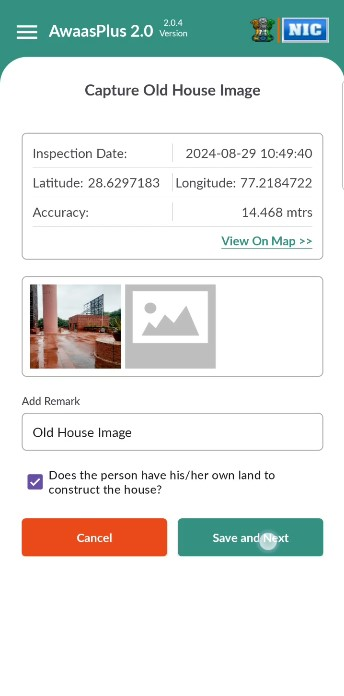 AwaasPlus 2.0
2.0.4
Version
NIC
Capture Old House Image
Inspection Date: 2024-08-29 10:49:40
Latitude: 28.6297183 Longitude: 77.2184722
Accuracy: 14.468 mtrs
View On Map >>
Add Remark
Old House Image
Does the person have his/her own land to
construct the house?
Cancel Save and Next